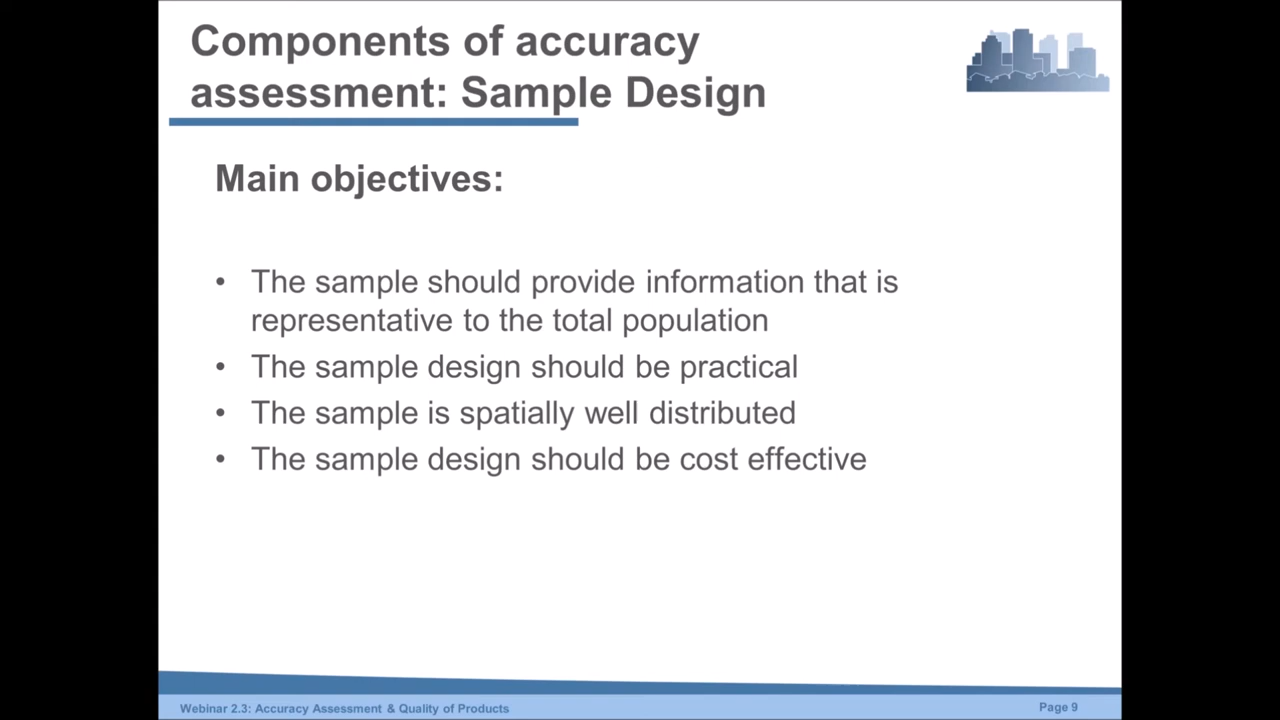 Components of accuracy
assessment: Sample Design
Main objectives:
• The sample should provide information that is
representative to the total population
• The sample design should be practical
• The sample is spatially well distributed
• The sample design should be cost effective
Webinar 2.3: Accuracy Assessment & Quality of Products
Page 9